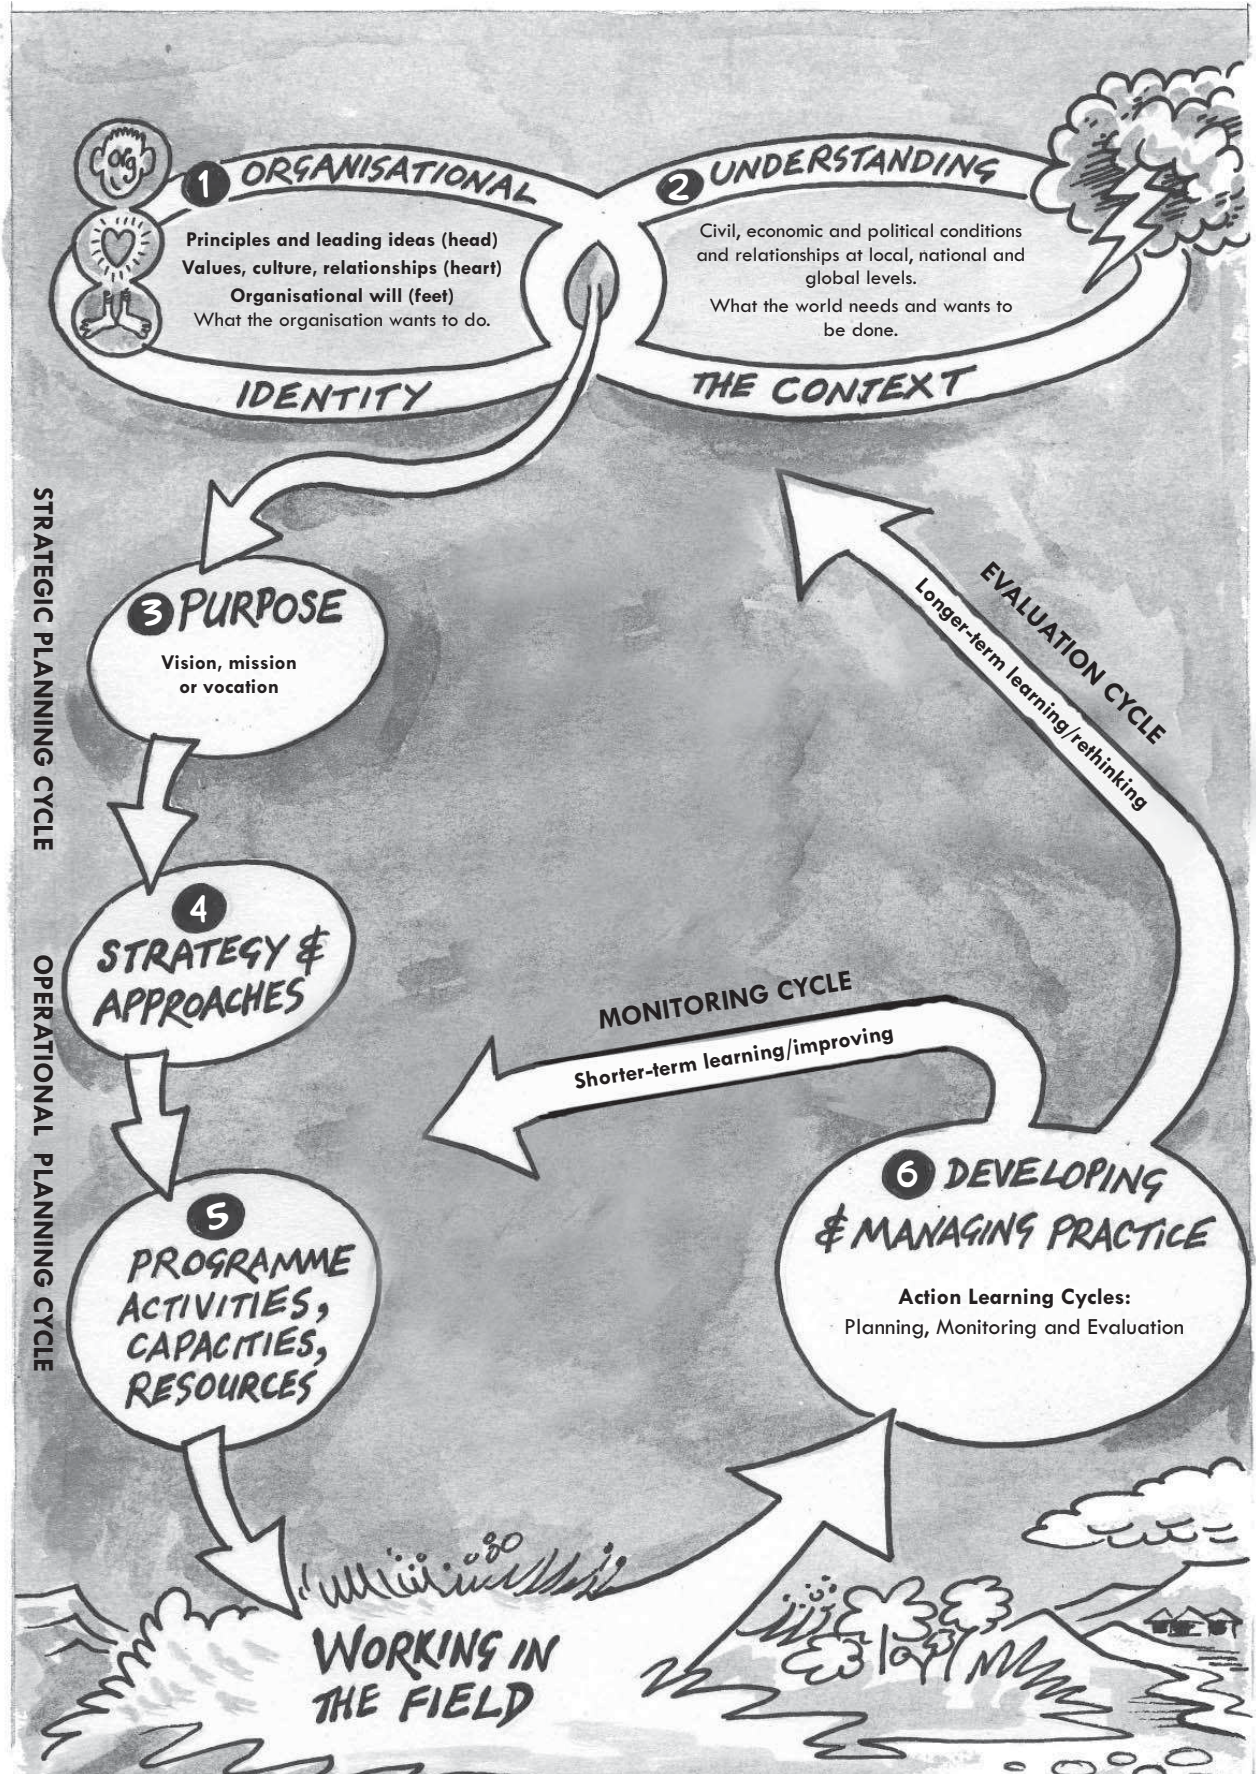 org
1 ORGANISATIONAL
Principles and leading ideas (head)
Values, culture, relationships (heart)
Organisational will (feet)
What the organisation wants to do.
IDENTITY
2 UNDERSTANDING
Civil, economic and political conditions
and relationships at local, national and
global levels.
What the world needs and wants to
be done.
THE CONTEXT
STRATEGIC PLANNING CYCLE
3 PURPOSE
Vision, mission
or vocation
EVALUATION CYCLE
Longer-term learning/rethinking
4
STRATEGY &
APPROACHES
OPERATIONAL PLANNING CYCLE
MONITORING CYCLE
Shorter-term learning/improving
5
PROGRAMME
ACTIVITIES,
CAPACITIES,
RESOURCES
6 DEVELOPING
& MANAGING PRACTICE
Action Learning Cycles:
Planning, Monitoring and Evaluation
WORKING IN
THE FIELD